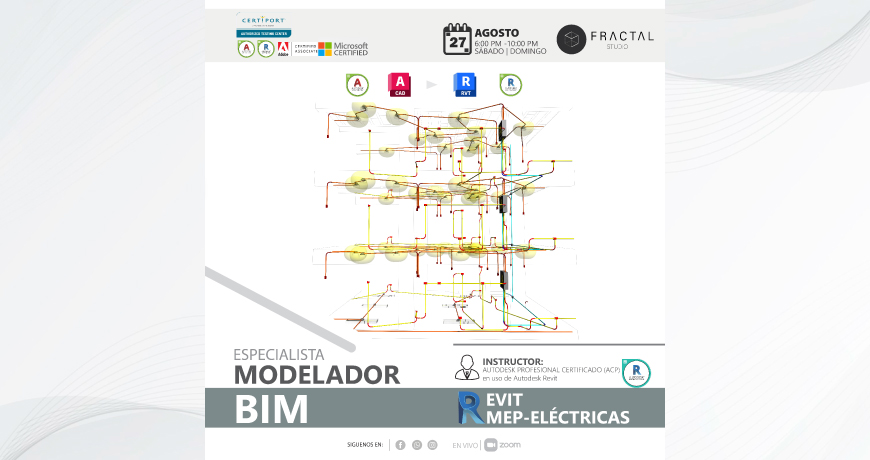 CERTIPORT
AUTHORIZED TESTING CENTER
Adobe
CERTIFIED
ASSOCIATE
Microsoft
CERTIFIED
27
AGOSTO
6:00 PM -10:00 PM
SÁBADO | DOMINGO
FRACTAL
STUDIO
A
CAD
R
RVT
ESPECIALISTA
MODELADOR
BIM
INSTRUCTOR:
AUTODESK PROFESIONAL CERTIFICADO (ACP)
en uso de Autodesk Revit
REVIT
MEP-ELÉCTRICAS
SIGUENOS EN:
EN VIVO
zoom